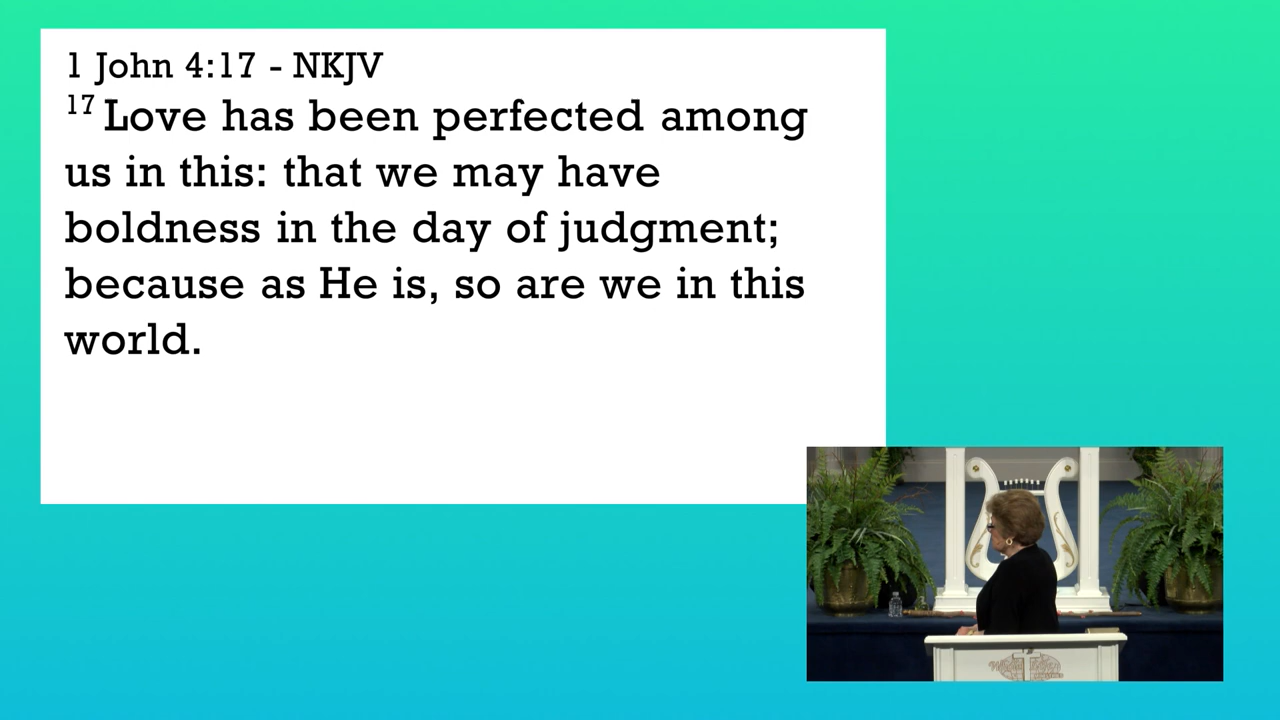 1 John 4:17 - NKJV
17 Love has been perfected among
us in this: that we may have
boldness in the day of judgment;
because as He is, so are we in this
world.